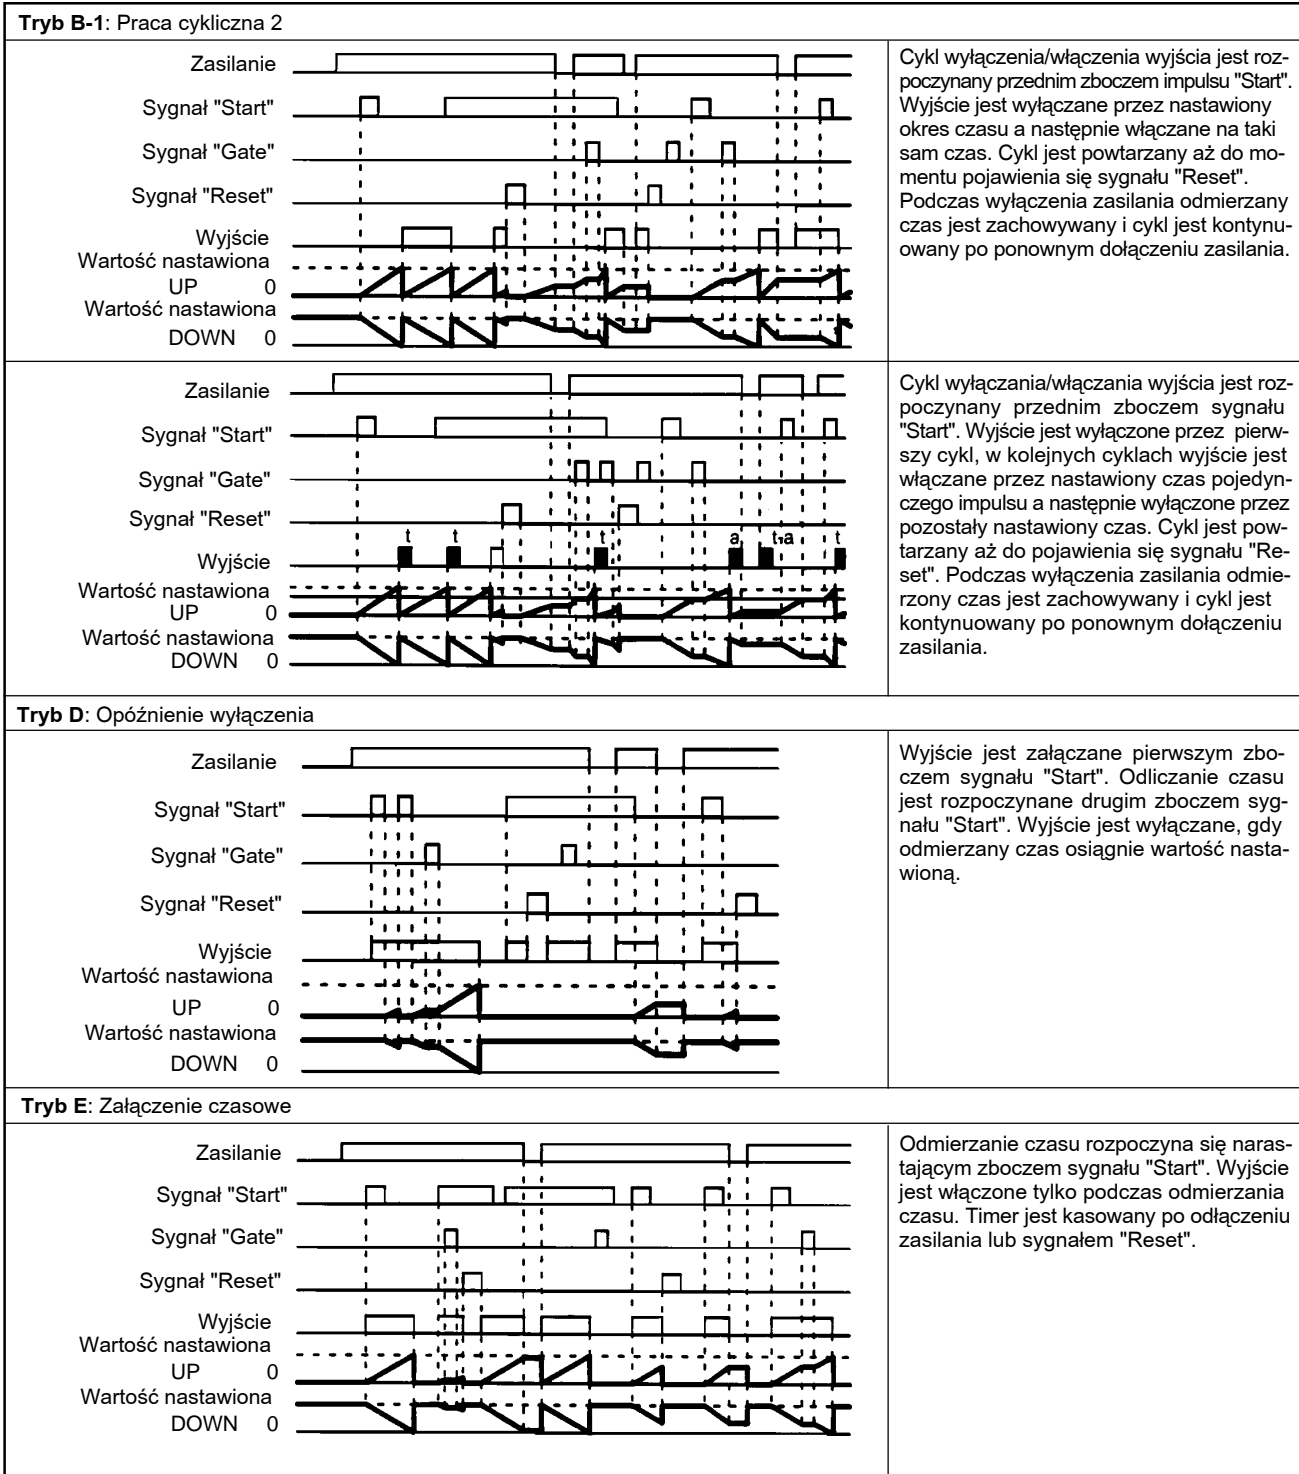 Tryb B-1: Praca cykliczna 2
Zasilanie
Sygnał "Start"
Sygnał "Gate"
Sygnał "Reset"
Wyjście
Wartość nastawiona
UP 0
Wartość nastawiona
DOWN 0
Cykl wyłączenia/włączenia wyjścia jest roz-
poczynany przednim zboczem impulsu "Start".
Wyjście jest wyłączane przez nastawiony
okres czasu a następnie włączane na taki
sam czas. Cykl jest powtarzany aż do mo-
mentu pojawienia się sygnału "Reset".
Podczas wyłączenia zasilania odmierzany
czas jest zachowywany i cykl jest kontynu-
owany po ponownym dołączeniu zasilania.
Zasilanie
Sygnał "Start"
Sygnał "Gate"
Sygnał "Reset"
t t t a t-a t
Wyjście
Wartość nastawiona
UP 0
Wartość nastawiona
DOWN 0
Cykl wyłączania/włączania wyjścia jest roz-
poczynany przednim zboczem sygnału
"Start". Wyjście jest wyłączone przez pierw-
szy cykl, w kolejnych cyklach wyjście jest
włączane przez nastawiony czas pojedyn-
czego impulsu a następnie wyłączone przez
pozostały nastawiony czas. Cykl jest pow-
tarzany aż do pojawienia się sygnału "Re-
set". Podczas wyłączenia zasilania odmie-
rzony czas jest zachowywany i cykl jest
kontynuowany po ponownym dołączeniu
zasilania.
Tryb D: Opóźnienie wyłączenia
Zasilanie
Sygnał "Start"
Sygnał "Gate"
Sygnał "Reset"
Wyjście
Wartość nastawiona
UP 0
Wartość nastawiona
DOWN 0
Wyjście jest załączane pierwszym zbo-
czem sygnału "Start". Odliczanie czasu
jest rozpoczynane drugim zboczem syg-
nału "Start". Wyjście jest wyłączane, gdy
odmierzany czas osiągnie wartość nasta-
wioną.
Tryb E: Załączenie czasowe
Zasilanie
Sygnał "Start"
Sygnał "Gate"
Sygnał "Reset"
Wyjście
Wartość nastawiona
UP 0
Wartość nastawiona
DOWN 0
Odmierzanie czasu rozpoczyna się naras-
tającym zboczem sygnału "Start". Wyjście
jest włączone tylko podczas odmierzania
czasu. Timer jest kasowany po odłączeniu
zasilania lub sygnałem "Reset".